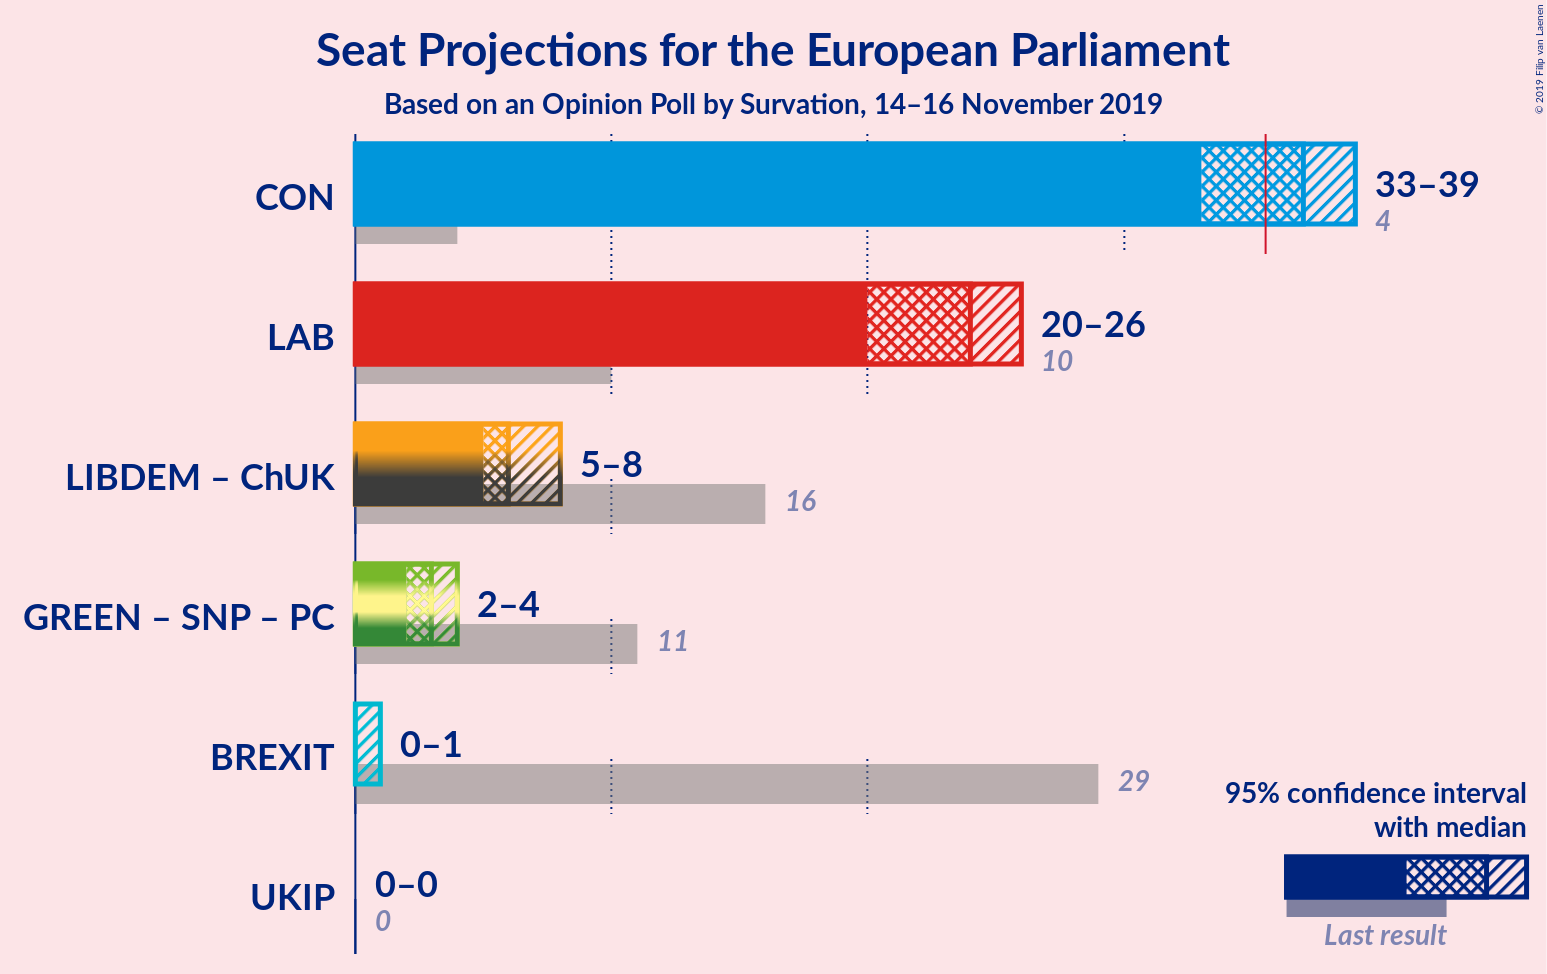 Seat Projections for the European Parliament
Based on an Opinion Poll by Survation, 14–16 November 2019
© 2019 Filip van Laenen
CON
33–39
4
LAB
20–26
10
LIBDEM – ChUK
5–8
16
GREEN – SNP – PC
2–4
11
BREXIT
0–1
29
UKIP
0–0
0
95% confidence interval
with median
Last result